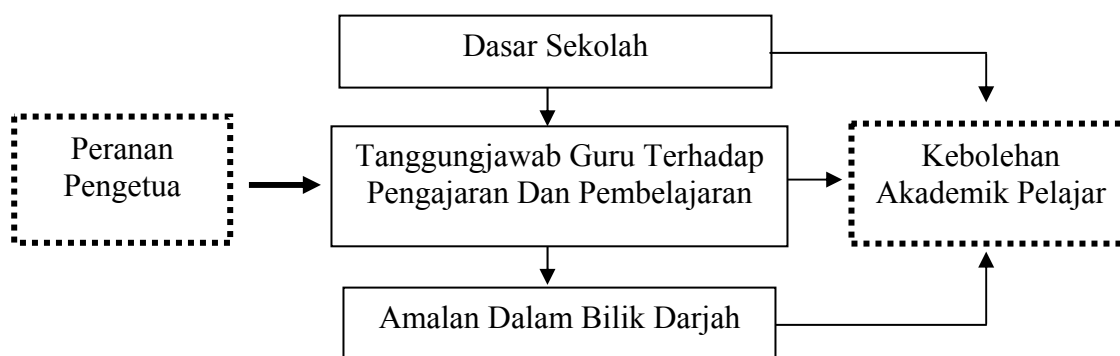 Dasar Sekolah
Peranan
Pengetua
Tanggungjawab Guru Terhadap
Pengajaran Dan Pembelajaran
Kebolehan
Akademik Pelajar
Amalan Dalam Bilik Darjah